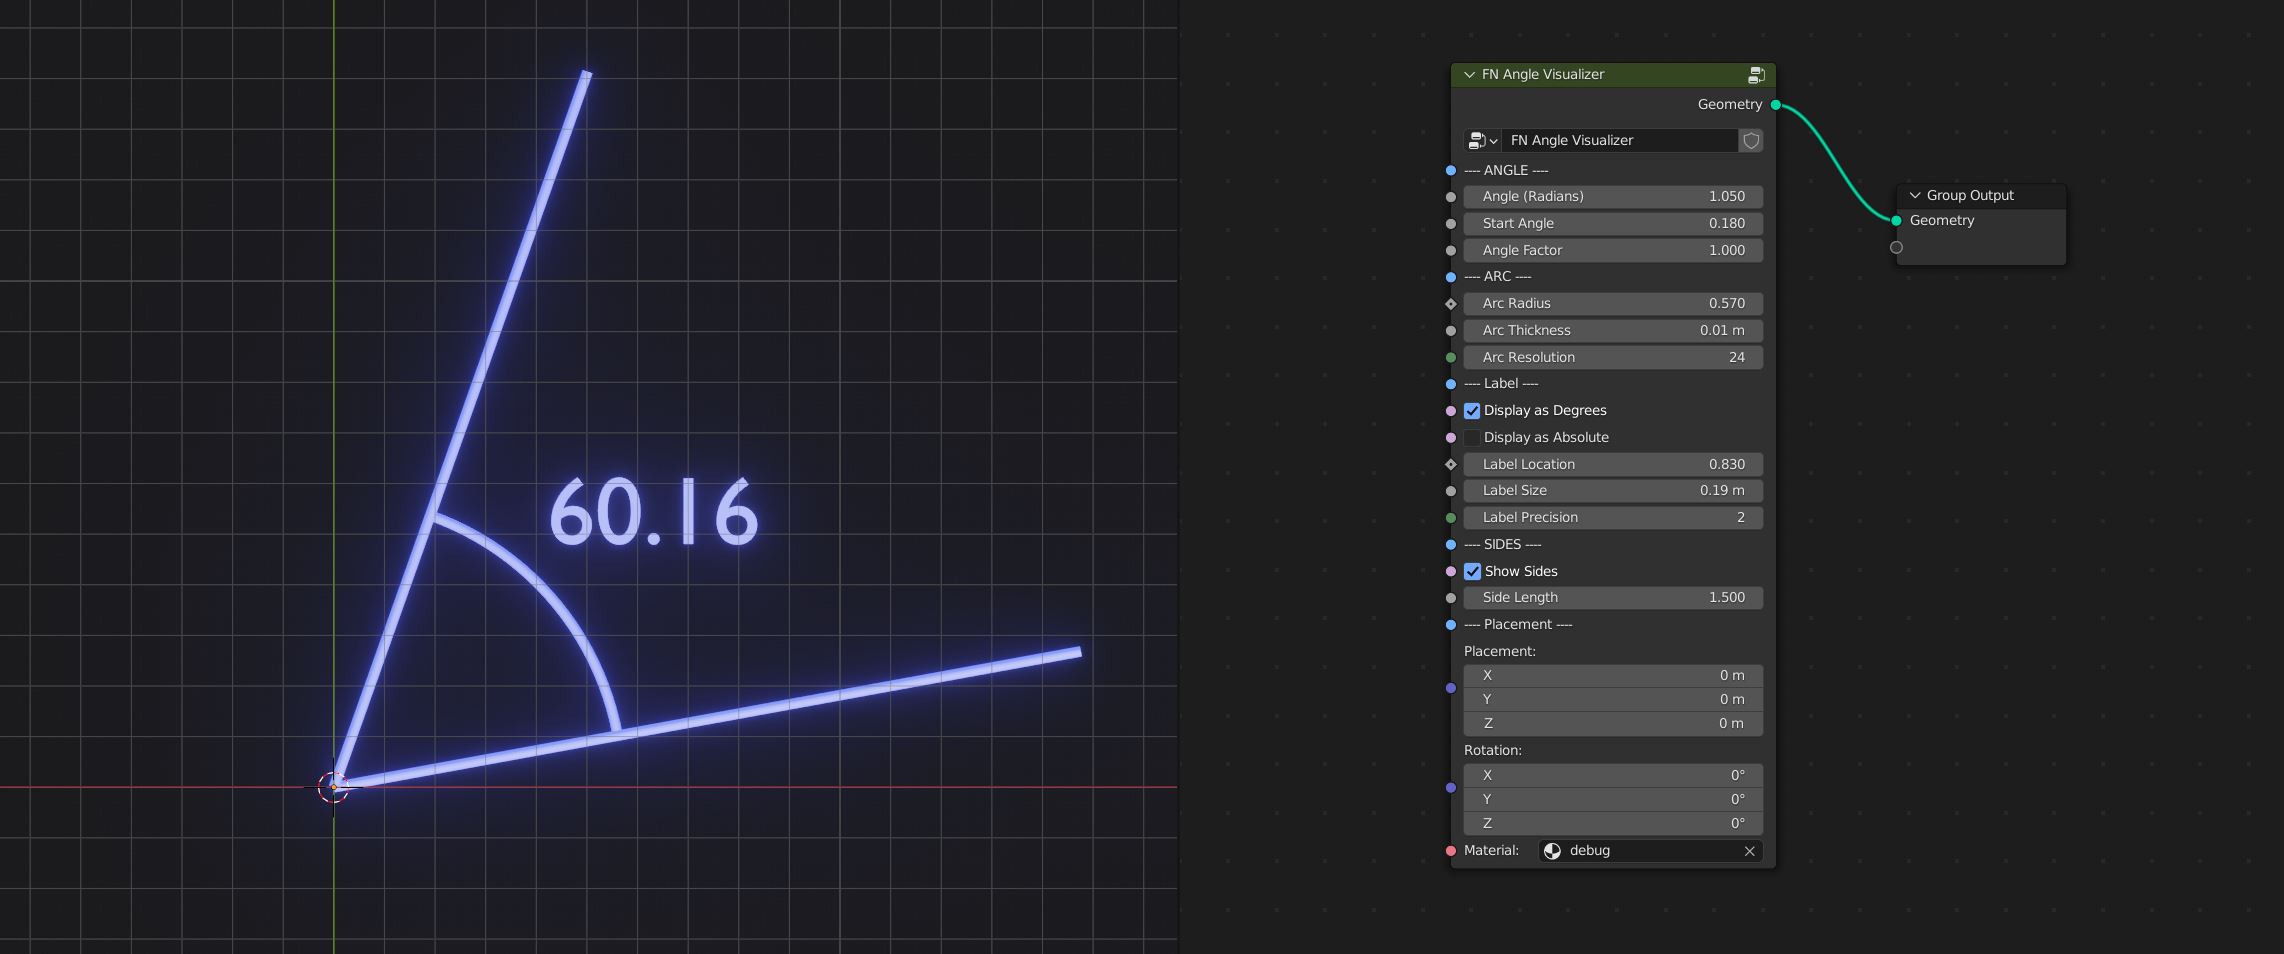 60.16
FN Angle Visualizer
Geometry
FN Angle Visualizer
---- ANGLE ----
Angle (Radians) 1.050
Start Angle 0.180
Angle Factor 1.000
---- ARC ----
Arc Radius 0.570
Arc Thickness 0.01 m
Arc Resolution 24
---- Label ----
Display as Degrees
Display as Absolute
Label Location 0.830
Label Size 0.19 m
Label Precision 2
---- SIDES ----
Show Sides
Side Length 1.500
---- Placement ----
Placement:
X 0 m
Y 0 m
Z 0 m
Rotation:
X 0°
Y 0°
Z 0°
Material: debug
Group Output
Geometry